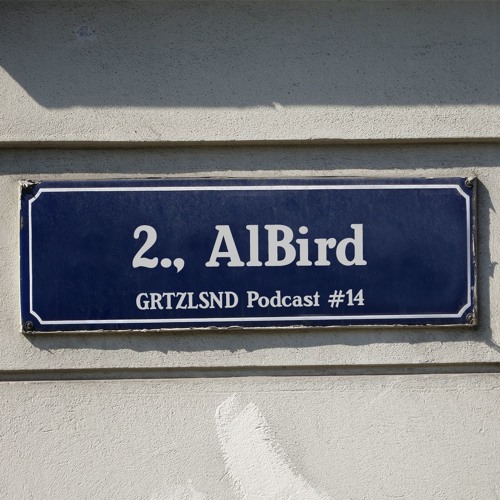 2., AlBird
GRTZLSND Podcast #14